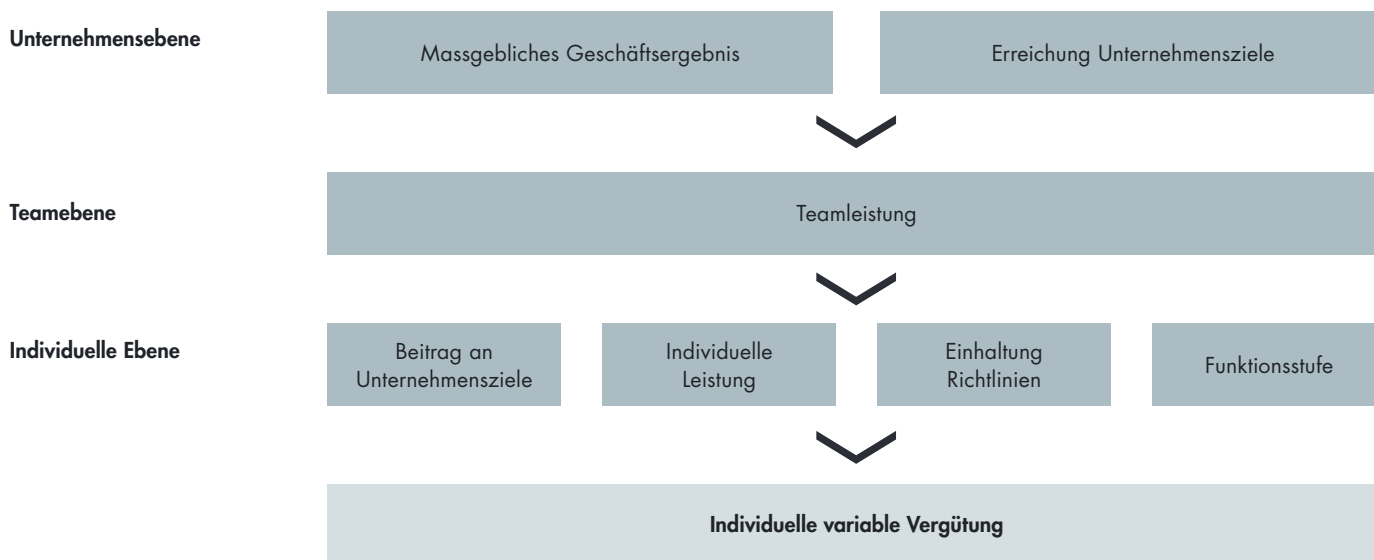 Unternehmensebene
Massgebliches Geschäftsergebnis
Erreichung Unternehmensziele
Teamebene
Teamleistung
Individuelle Ebene
Beitrag an
Unternehmensziele
Individuelle
Leistung
Einhaltung
Richtlinien
Funktionsstufe
Individuelle variable Vergütung